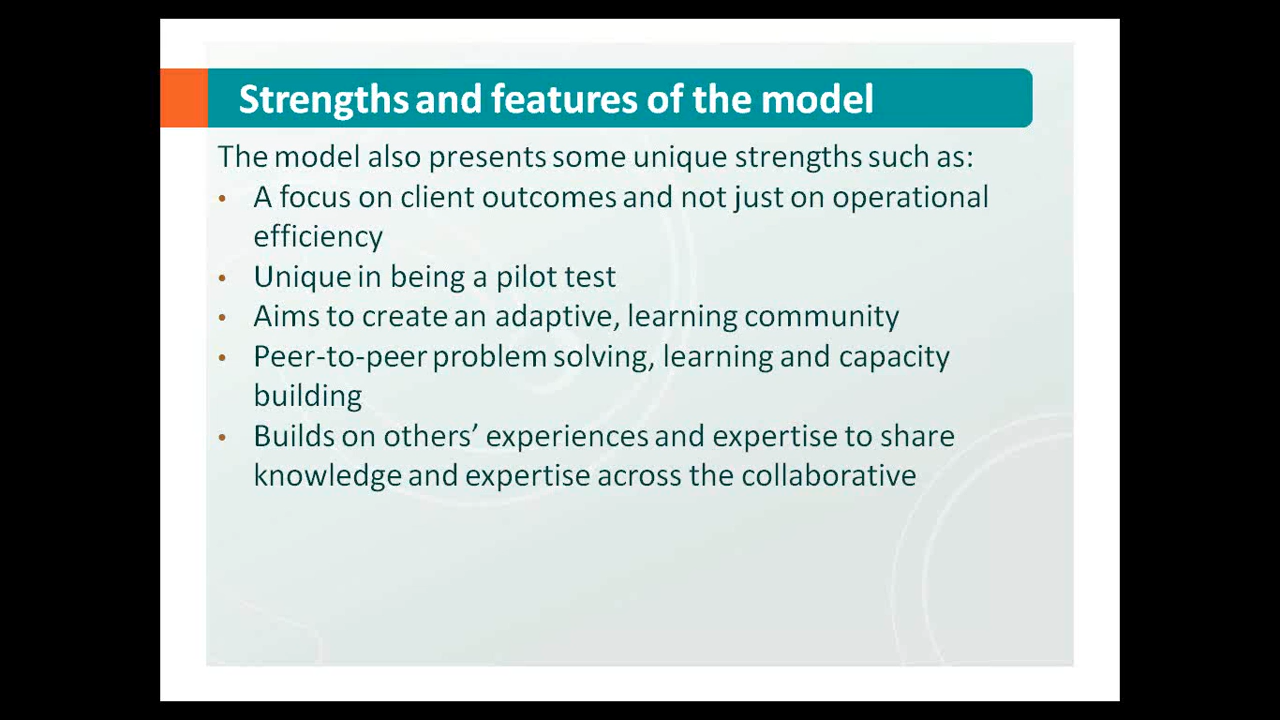 Strengths and features of the model
The model also presents some unique strengths such as:
• A focus on client outcomes and not just on operational
efficiency
• Unique in being a pilot test
• Aims to create an adaptive, learning community
• Peer-to-peer problem solving, learning and capacity
building
• Builds on others’ experiences and expertise to share
knowledge and expertise across the collaborative